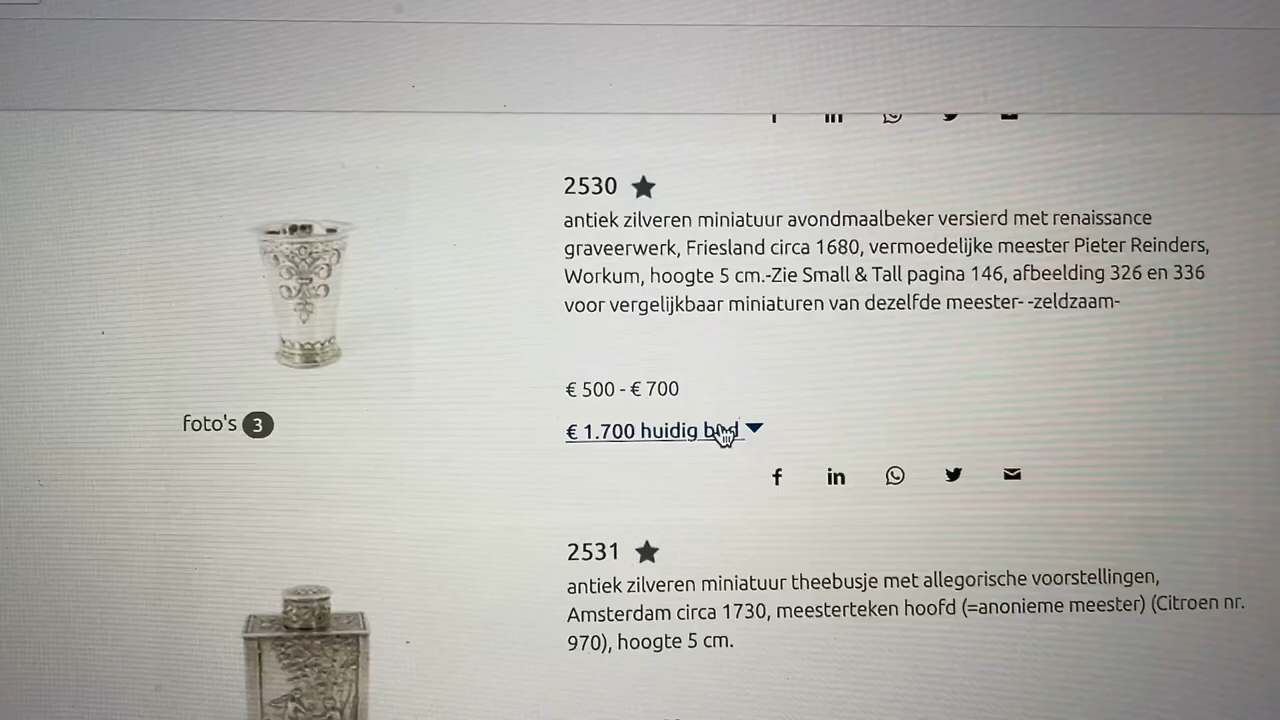 2530
antiek zilveren miniatuur avondmaalbeker versierd met renaissance
graveerwerk, Friesland circa 1680, vermoedelijke meester Pieter Reinders,
Workum, hoogte 5 cm.-Zie Small & Tall pagina 146, afbeelding 326 en 336
voor vergelijkbaar miniaturen van dezelfde meester- -zeldzaam-
€ 500 - € 700
foto's 3
€ 1.700 huidig bod
f in
2531
antiek zilveren miniatuur theebusje met allegorische voorstellingen,
Amsterdam circa 1730, meesterteken hoofd (=anonieme meester) (Citroen nr.
970), hoogte 5 cm.